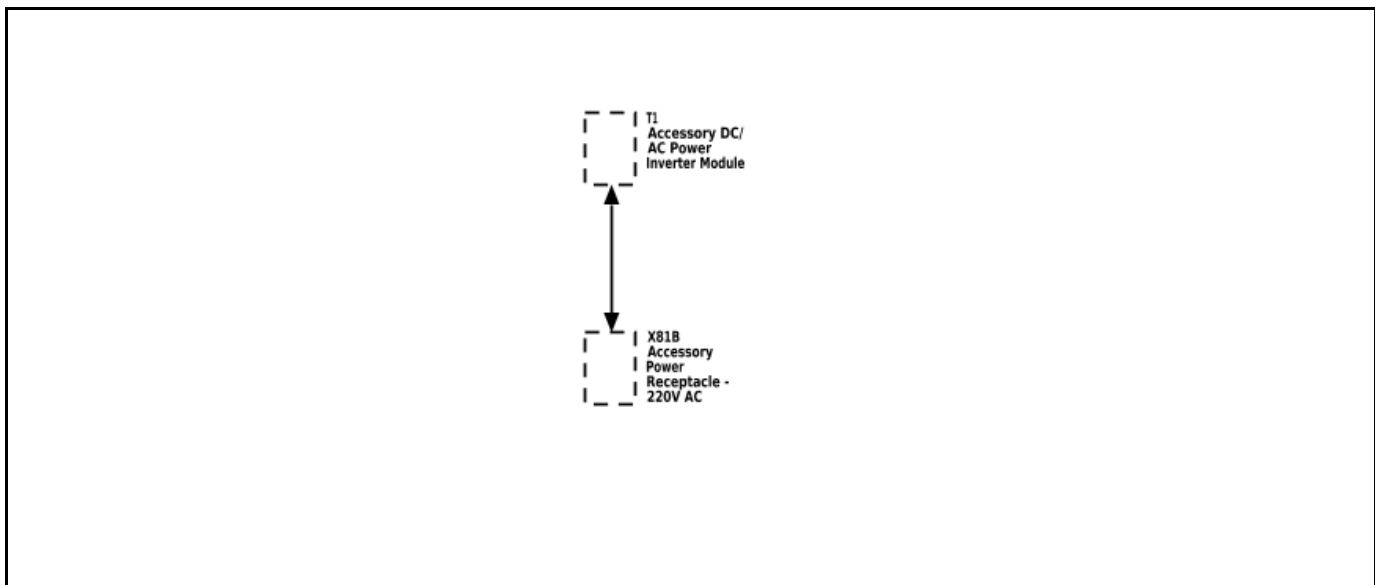 T1
Accessory DC/
AC Power
Inverter Module
X81B
Accessory
Power
Receptacle -
220V AC